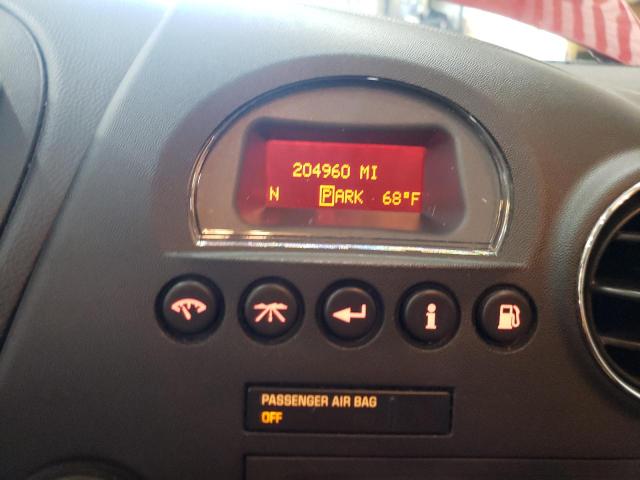 204960 MI
N PARK 68°F
i
PASSENGER AIR BAG
OFF